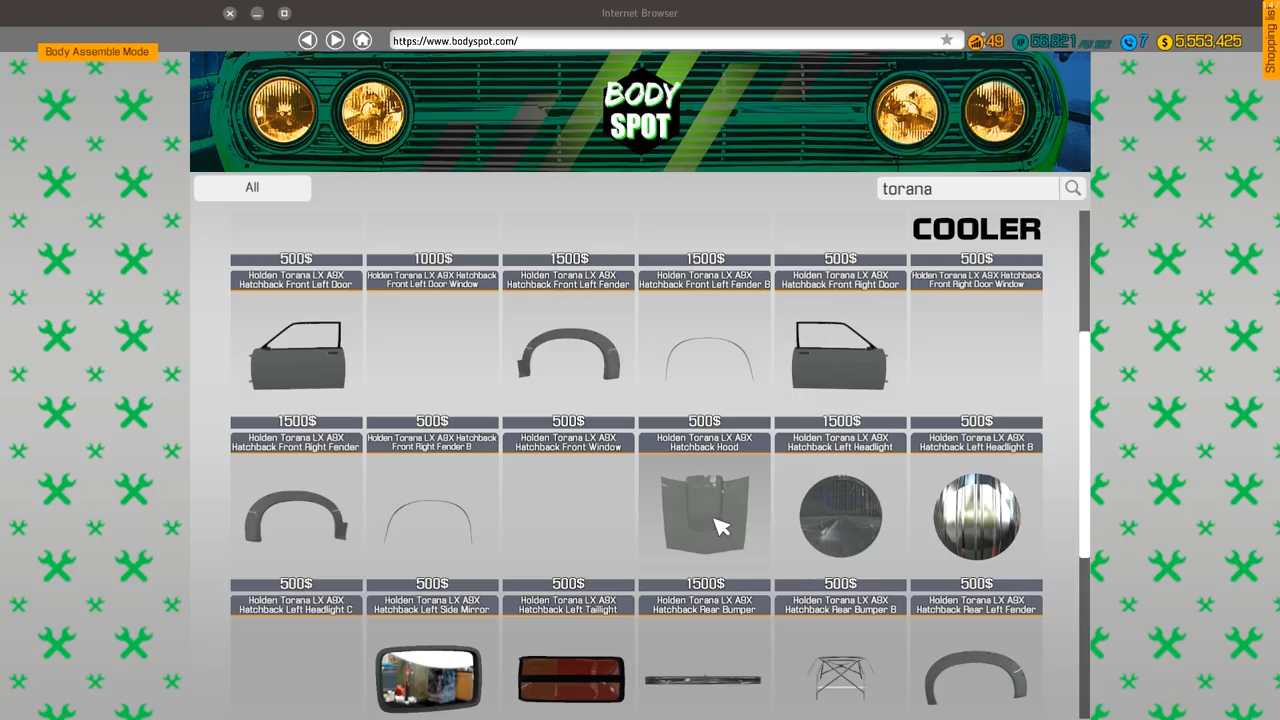 Internet Browser
Body Assemble Mode
https://www.bodyspot.com/
49
56,821
7
$ 5,553,425
Shopping list
BODY
SPOT
All
torana
COOLER
500$
1000$
1500$
1500$
500$
500$
Holden Torana LX A9X
Hatchback Front Left Door
Holden Torana LX A9X Hatchback
Front Left Door Window
Holden Torana LX A9X
Hatchback Front Left Fender
Holden Torana LX A9X
Hatchback Front Left Fender B
Holden Torana LX A9X
Hatchback Front Right Door
Holden Torana LX A9X Hatchback
Front Right Door Window
1500$
500$
500$
500$
1500$
500$
Holden Torana LX A9X
Hatchback Front Right Fender
Holden Torana LX A9X Hatchback
Front Right Fender B
Holden Torana LX A9X
Hatchback Front Window
Holden Torana LX A9X
Hatchback Hood
Holden Torana LX A9X
Hatchback Left Headlight
Holden Torana LX A9X
Hatchback Left Headlight B
500$
500$
500$
1500$
500$
500$
Holden Torana LX A9X
Hatchback Left Headlight C
Holden Torana LX A9X
Hatchback Left Side Mirror
Holden Torana LX A9X
Hatchback Left Taillight
Holden Torana LX A9X
Hatchback Rear Bumper
Holden Torana LX A9X
Hatchback Rear Bumper B
Holden Torana LX A9X
Hatchback Rear Left Fender